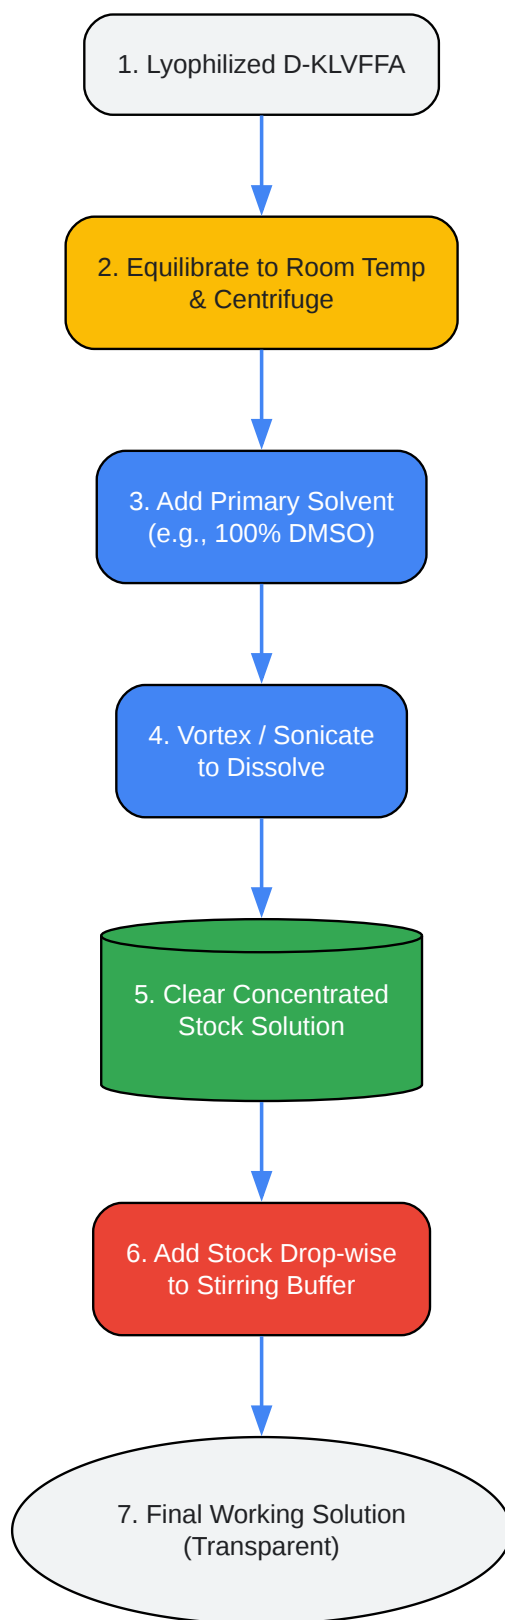 1. Lyophilized D-KLVFFA
2. Equilibrate to Room Temp
& Centrifuge
3. Add Primary Solvent
(e.g., 100% DMSO)
4. Vortex / Sonicate
to Dissolve
5. Clear Concentrated
Stock Solution
6. Add Stock Drop-wise
to Stirring Buffer
7. Final Working Solution
(Transparent)